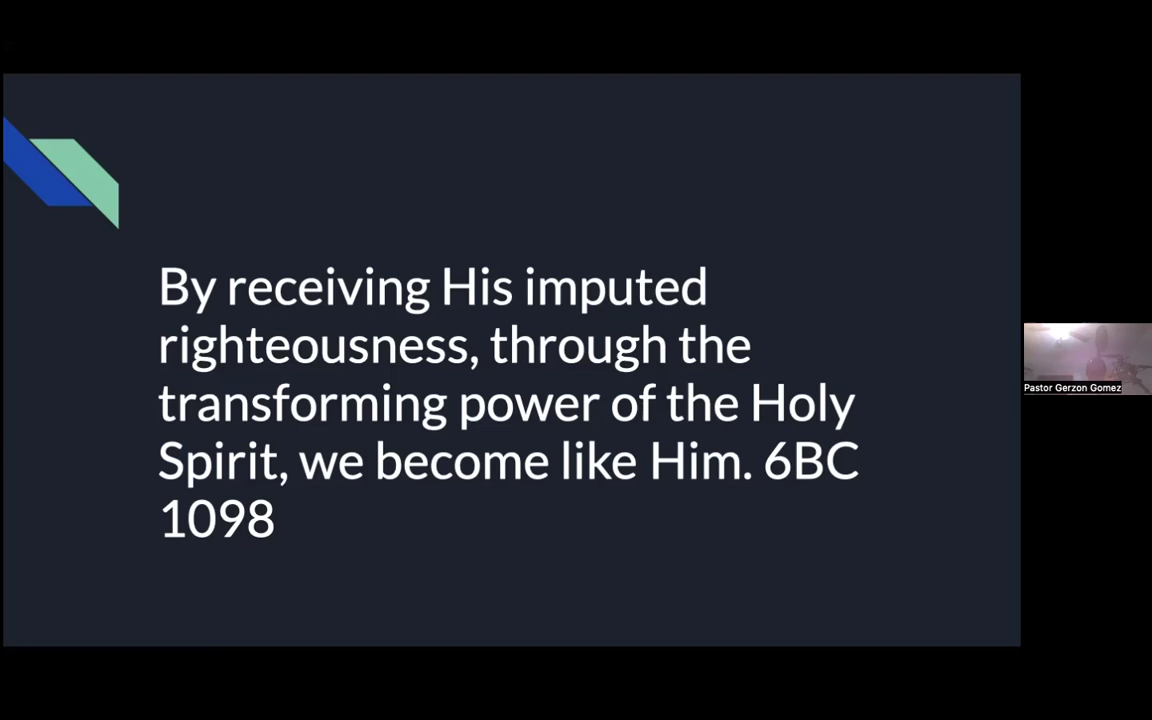 By receiving His imputed
righteousness, through the
transforming power of the Holy
Spirit, we become like Him. 6BC
1098
Pastor Gerzon Gomez